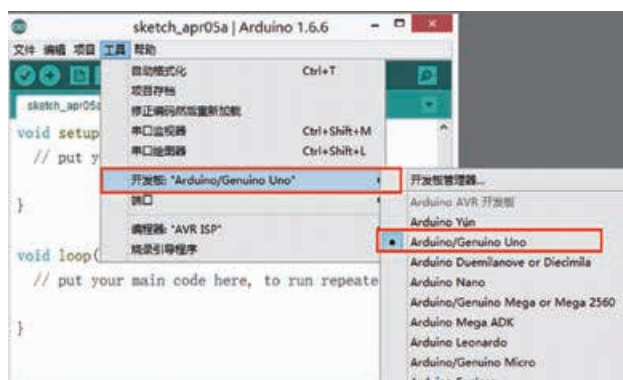 sketch_apr05a | Arduino 1.6.6
文件 编辑 项目 工具 帮助
自动格式化 Ctrl+T
项目存档
修正编码然后重新加载
串口监视器 Ctrl+Shift+M
串口绘图器 Ctrl+Shift+L
开发板: "Arduino/Genuino Uno"
端口
编程器: "AVR ISP"
烧录引导程序
sketch_apr05a
void setup
// put y
}
void loop(
// put your main code here, to run repeate
}
开发板管理器...
Arduino AVR 开发板
Arduino Yún
Arduino/Genuino Uno
Arduino Duemilanove or Diecimila
Arduino Nano
Arduino/Genuino Mega or Mega 2560
Arduino Mega ADK
Arduino Leonardo
Arduino/Genuino Micro